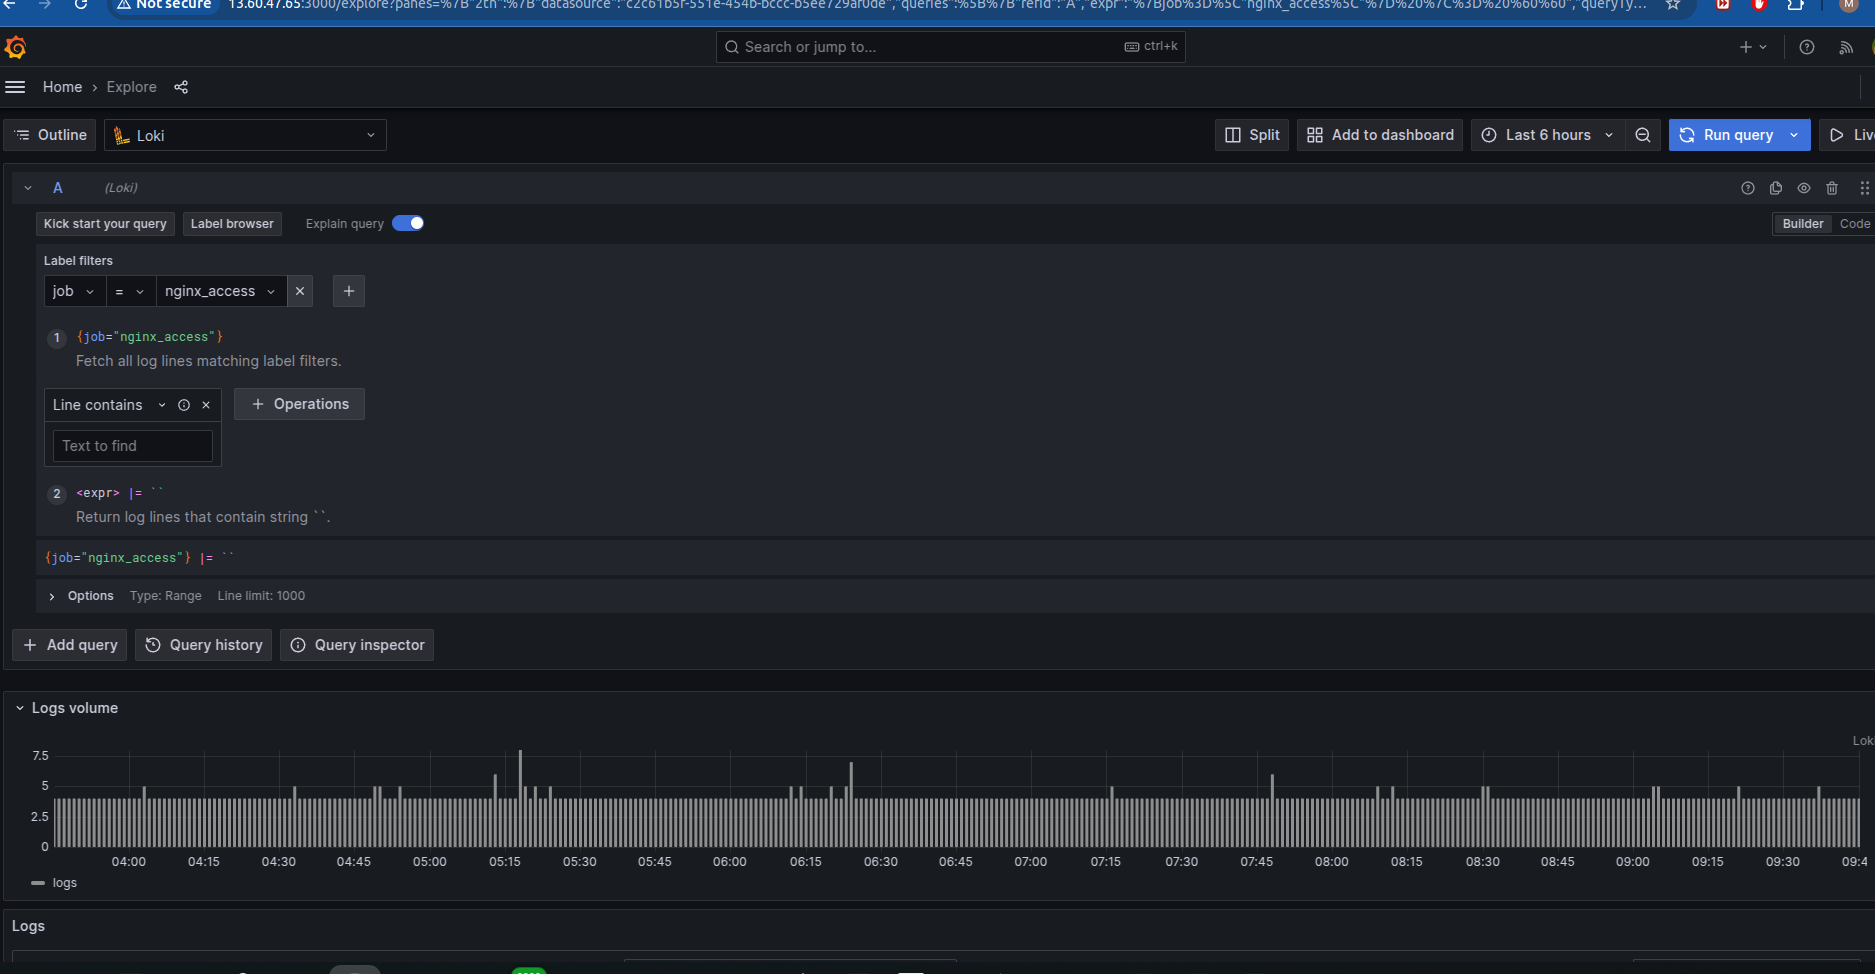 Not secure 13.60.47.65:3000/explore?panes=%7B"2th":%7B"datasource":"c2c61b5f-551e-454b-bccc-b5ee729af0de","queries":%5B%7B"refId":"A","expr":"%7Bjob%3D%5C"nginx_access%5C"%7D%20%7C%3D%20%60%60","queryTy... M
Search or jump to... ctrl+k
Home › Explore
Outline Loki Split Add to dashboard Last 6 hours Run query Liv
A (Loki)
Kick start your query Label browser Explain query Builder Code
Label filters
job = nginx_access
1 {job="nginx_access"}
Fetch all log lines matching label filters.
Line contains + Operations
Text to find
2 <expr> |= ``
Return log lines that contain string ``.
{job="nginx_access"} |= ``
Options Type: Range Line limit: 1000
+ Add query Query history Query inspector
Logs volume
Lok
7.5
5
2.5
0
04:00 04:15 04:30 04:45 05:00 05:15 05:30 05:45 06:00 06:15 06:30 06:45 07:00 07:15 07:30 07:45 08:00 08:15 08:30 08:45 09:00 09:15 09:30 09:4
logs
Logs